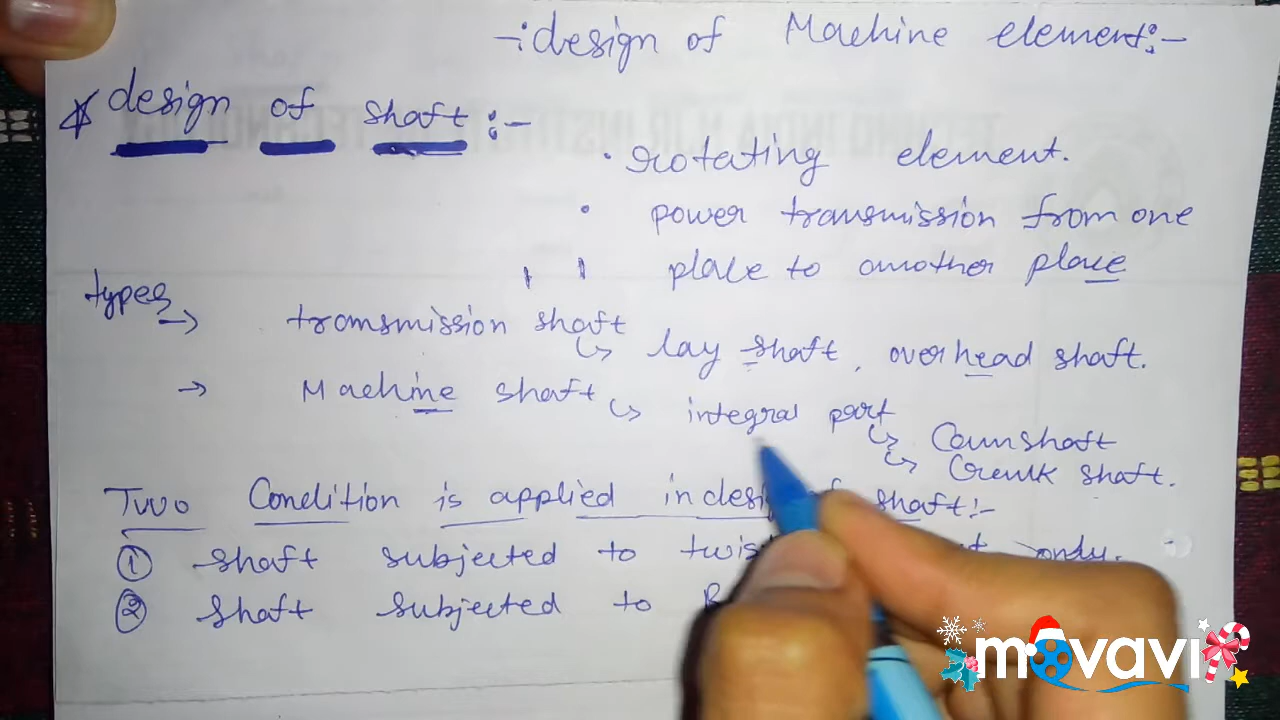 -: design of Machine element:-
* design of shaft :-
· rotating element.
· power transmission from one
place to another place
types → transmission shaft
↳ lay shaft, overhead shaft.
→ Machine shaft ↳ integral part
↳ Camshaft
↳ Crenk shaft.
Two Condition is applied in design of shaft:-
① shaft subjected to only.
② shaft subjected to
movavi